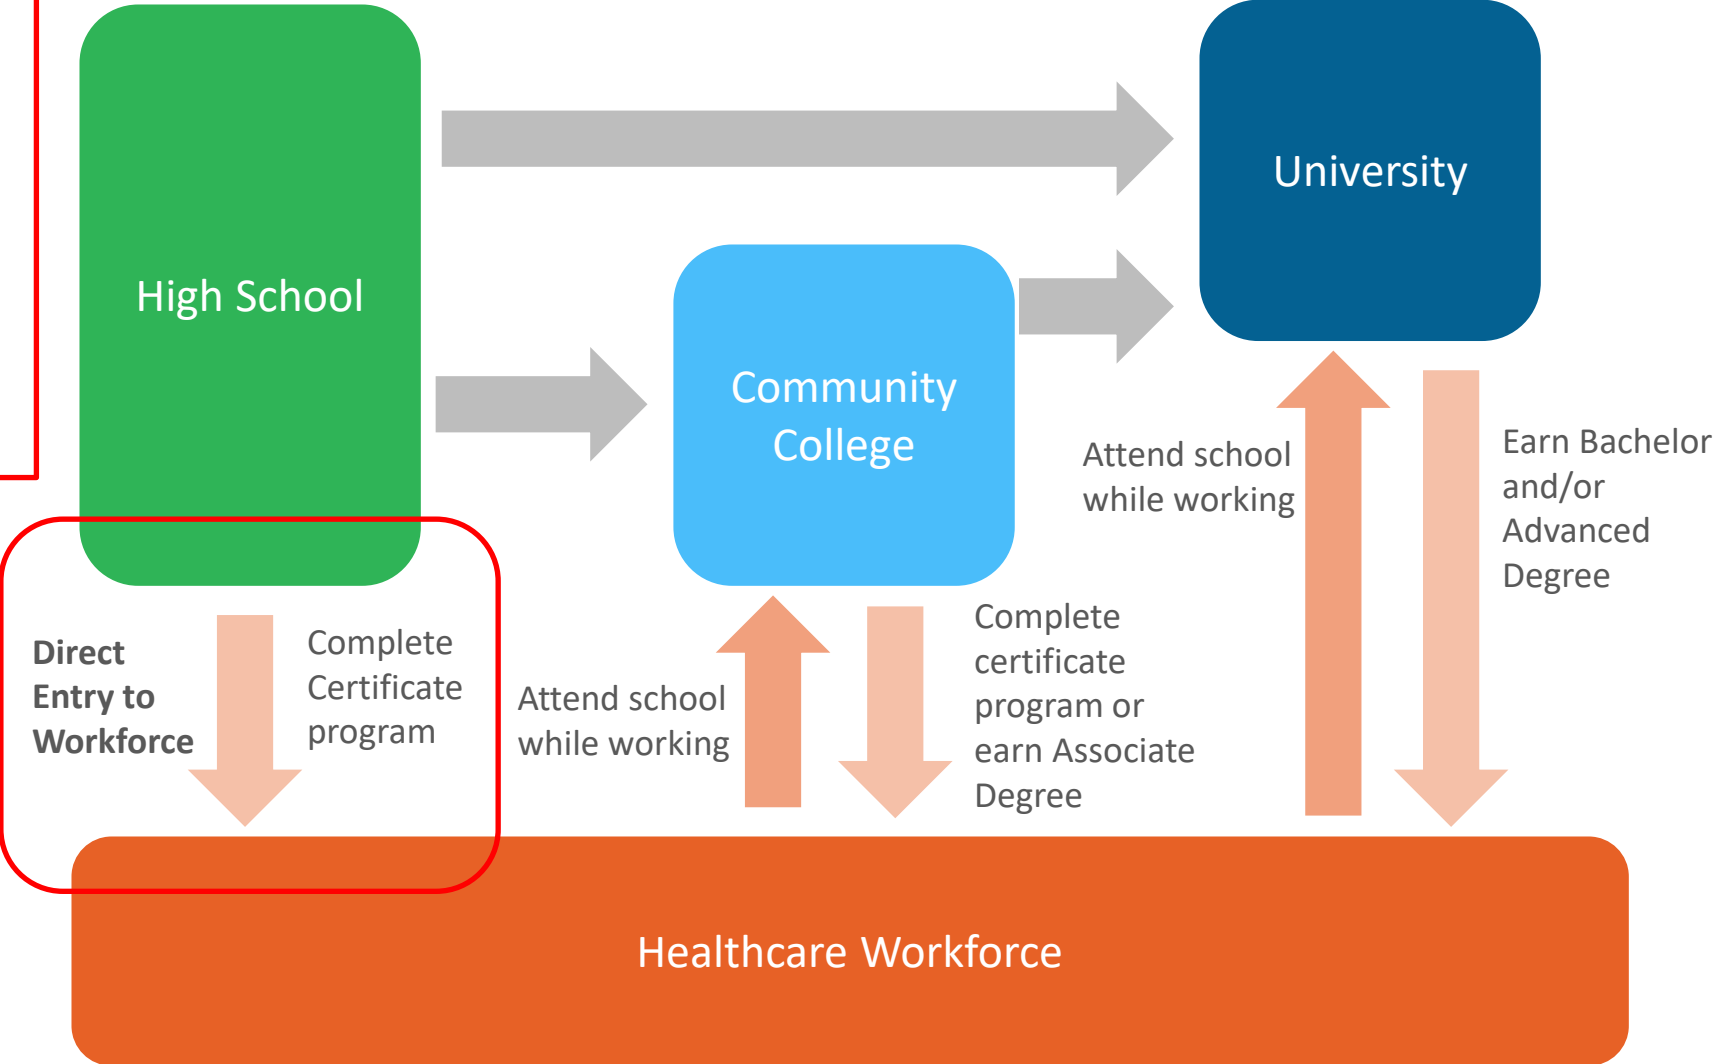 High School
University
Community
College
Direct
Entry to
Workforce
Complete
Certificate
program
Attend school
while working
Complete
certificate
program or
earn Associate
Degree
Attend school
while working
Earn Bachelor
and/or
Advanced
Degree
Healthcare Workforce